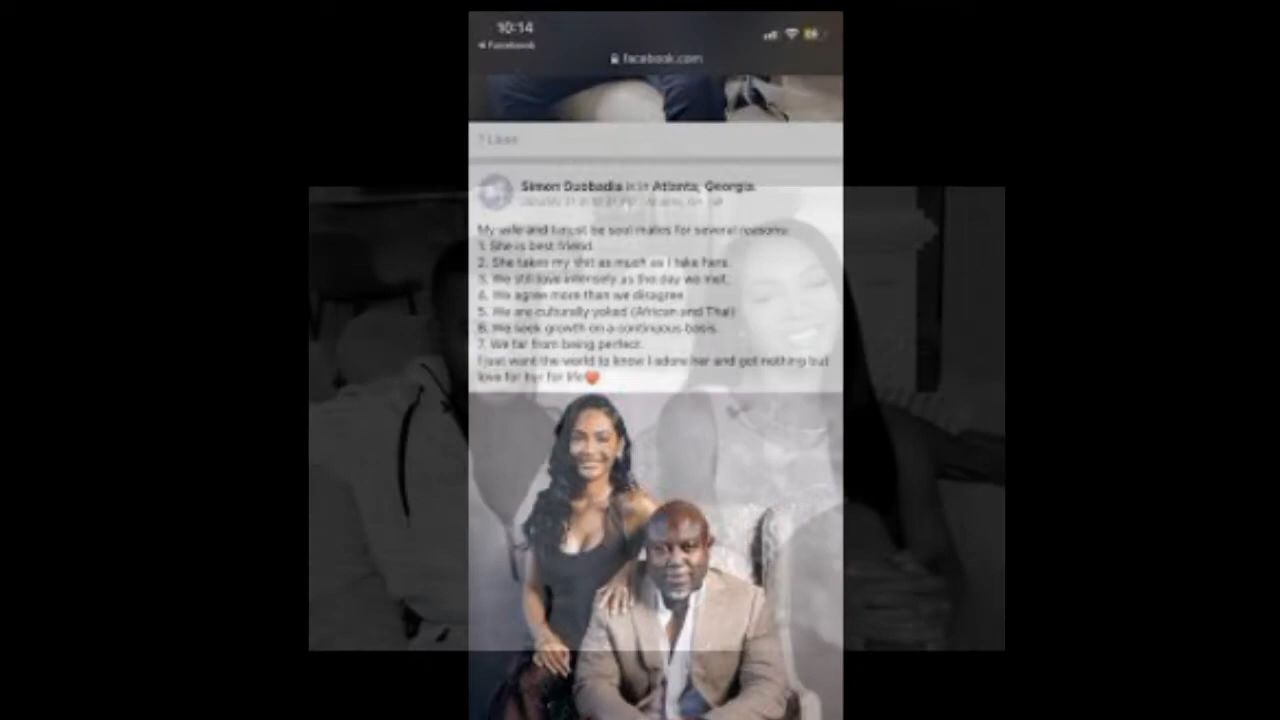 10:14
Facebook
facebook.com
7 Likes
Simon Guobadia is in Atlanta, Georgia.
My wife and I must be soul mates for several reasons:
1. She is best friend.
2. She takes my shit as much as I take hers.
3. We still love intensely as the day we met.
4. We agree more than we disagree
5. We are culturally yoked (African and Thai)
6. We seek growth on a continuous basis.
7. We far from being perfect.
I just want the world to know I adore her and got nothing but
love for her for life❤️